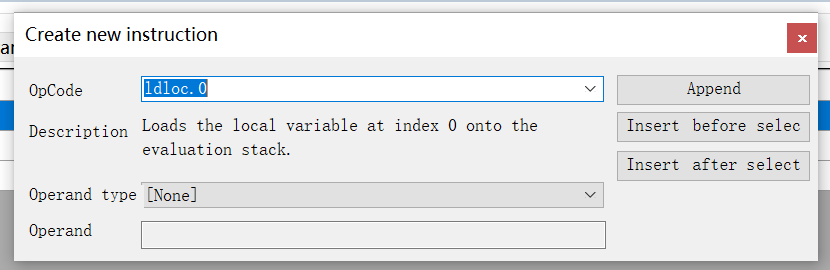 Create new instruction
x
ar
OpCode
ldloc.0
Append
Description
Loads the local variable at index 0 onto the
evaluation stack.
Insert before selec
Insert after select
Operand type
[None]
Operand